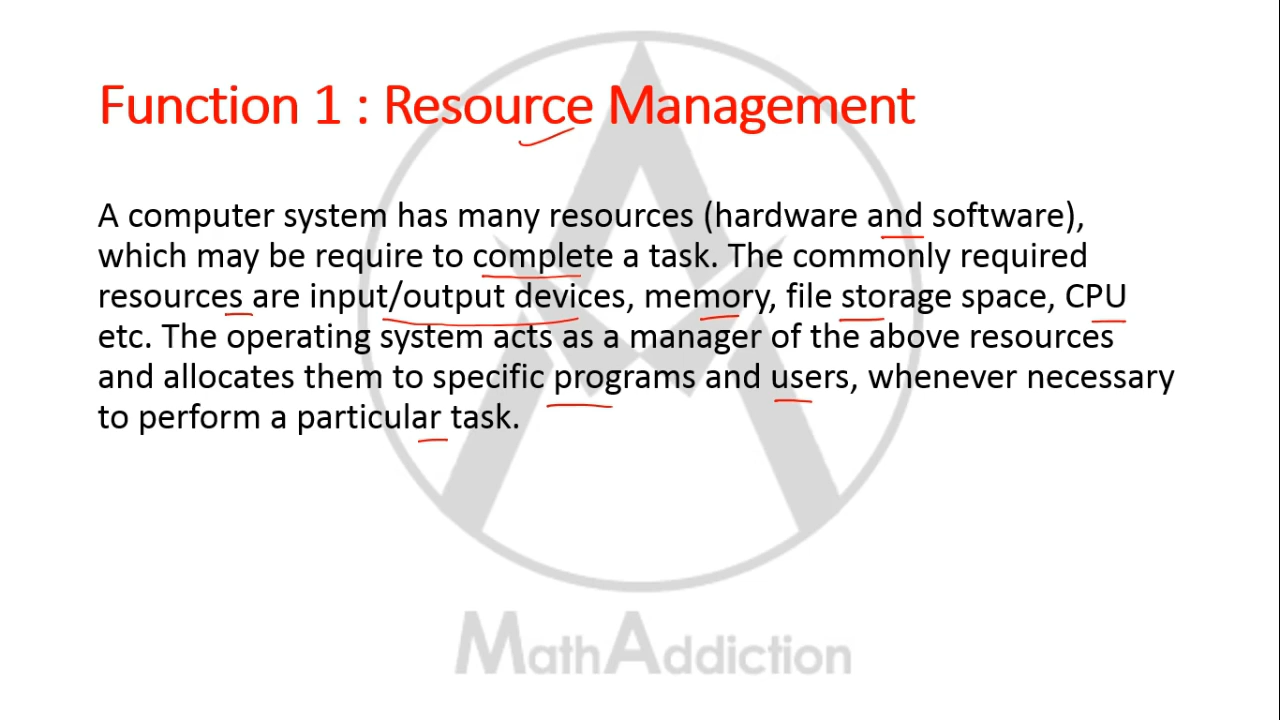 Function 1 : Resource Management
A computer system has many resources (hardware and software),
which may be require to complete a task. The commonly required
resources are input/output devices, memory, file storage space, CPU
etc. The operating system acts as a manager of the above resources
and allocates them to specific programs and users, whenever necessary
to perform a particular task.
MathAddiction